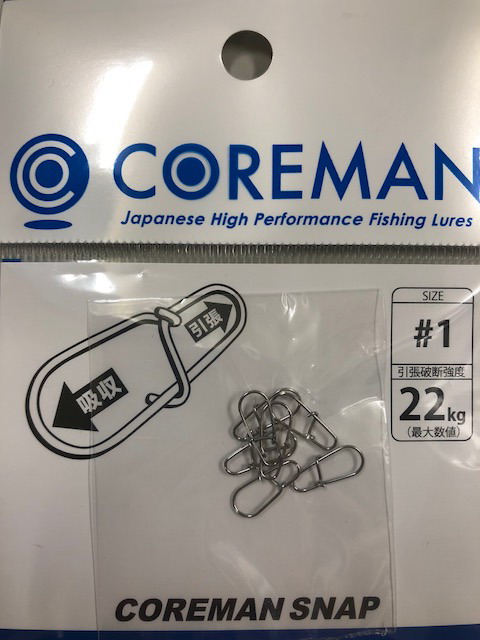 COREMAN
Japanese High Performance Fishing Lures
引張
吸収
SIZE
#1
引張破断強度
22kg
(最大数値)
COREMAN SNAP